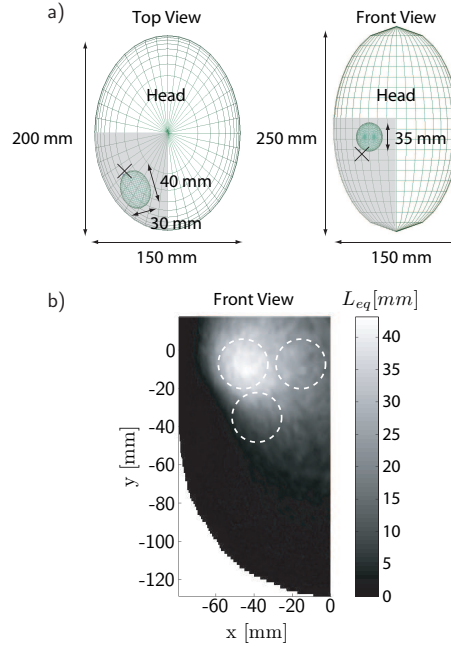 a)
Top View
Front View
Head
Head
200 mm
250 mm
35 mm
40 mm
30 mm
150 mm
150 mm
b)
Front View
L_{eq}[mm]
0
-20
-40
-60
-80
-100
-120
y [mm]
-60
-40
-20
0
x [mm]
40
35
30
25
20
15
10
5
0